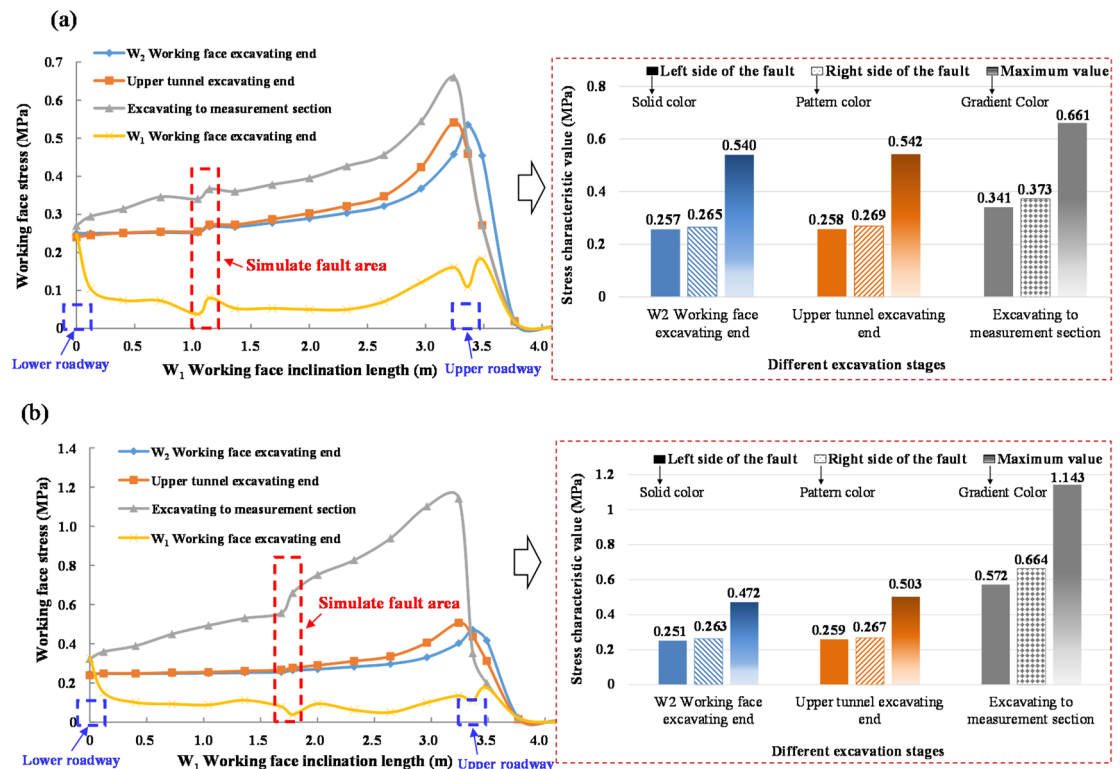 (a)
W2 Working face excavating end
Upper tunnel excavating end
Excavating to measurement section
W1 Working face excavating end
Working face stress (MPa)
0.8
0.7
0.6
0.5
0.4
0.3
0.2
0.1
0
Simulate fault area
0 0.5 1.0 1.5 2.0 2.5 3.0 3.5 4.0
Lower roadway
W1 Working face inclination length (m)
Upper roadway
Left side of the fault Right side of the fault Maximum value
Solid color Pattern color Gradient Color
Stress characteristic value (MPa)
0.8
0.6
0.4
0.2
0
0.257 0.265 0.540
0.258 0.269 0.542
0.341 0.373 0.661
W2 Working face excavating end
Upper tunnel excavating end
Excavating to measurement section
Different excavation stages
(b)
W2 Working face excavating end
Upper tunnel excavating end
Excavating to measurement section
W1 Working face excavating end
Working face stress (MPa)
1.4
1.2
1.0
0.8
0.6
0.4
0.2
0
Simulate fault area
0 0.5 1.0 1.5 2.0 2.5 3.0 3.5 4.0
Lower roadway
W1 Working face inclination length (m)
Upper roadway
Left side of the fault Right side of the fault Maximum value
Solid color Pattern color Gradient Color
Stress characteristic value (MPa)
1.2
1
0.8
0.6
0.4
0.2
0
0.251 0.263 0.472
0.259 0.267 0.503
0.572 0.664 1.143
W2 Working face excavating end
Upper tunnel excavating end
Excavating to measurement section
Different excavation stages